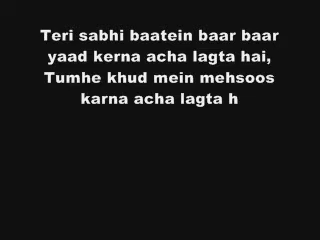 Teri sabhi baatein baar baar
yaad kerna acha lagta hai,
Tumhe khud mein mehsoos
karna acha lagta h